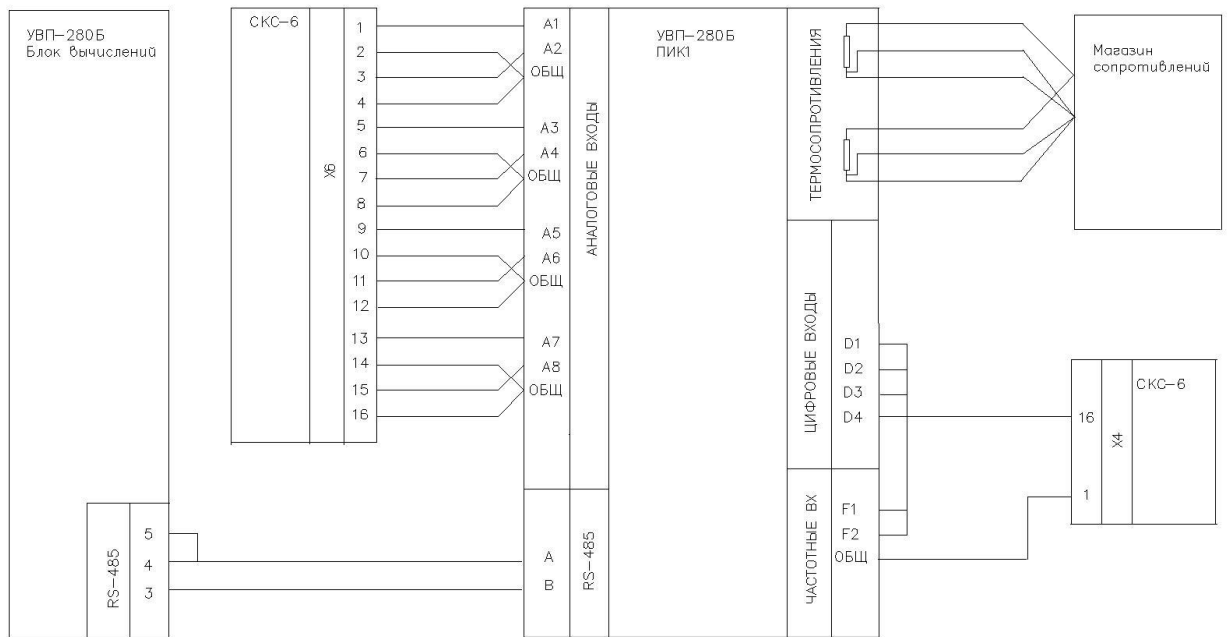 УВП-280Б
Блок вычислений
RS-485
5
4
3
СКС-6
X6
1
2
3
4
5
6
7
8
9
10
11
12
13
14
15
16
A1
A2
ОБЩ
A3
A4
ОБЩ
A5
A6
ОБЩ
A7
A8
ОБЩ
АНАЛОГОВЫЕ ВХОДЫ
A
B
RS-485
УВП-280Б
ПИК1
ТЕРМОСОПРОТИВЛЕНИЯ
ЦИФРОВЫЕ ВХОДЫ
D1
D2
D3
D4
ЧАСТОТНЫЕ ВХ
F1
F2
ОБЩ
Магазин
сопротивлений
16
1
X4
СКС-6